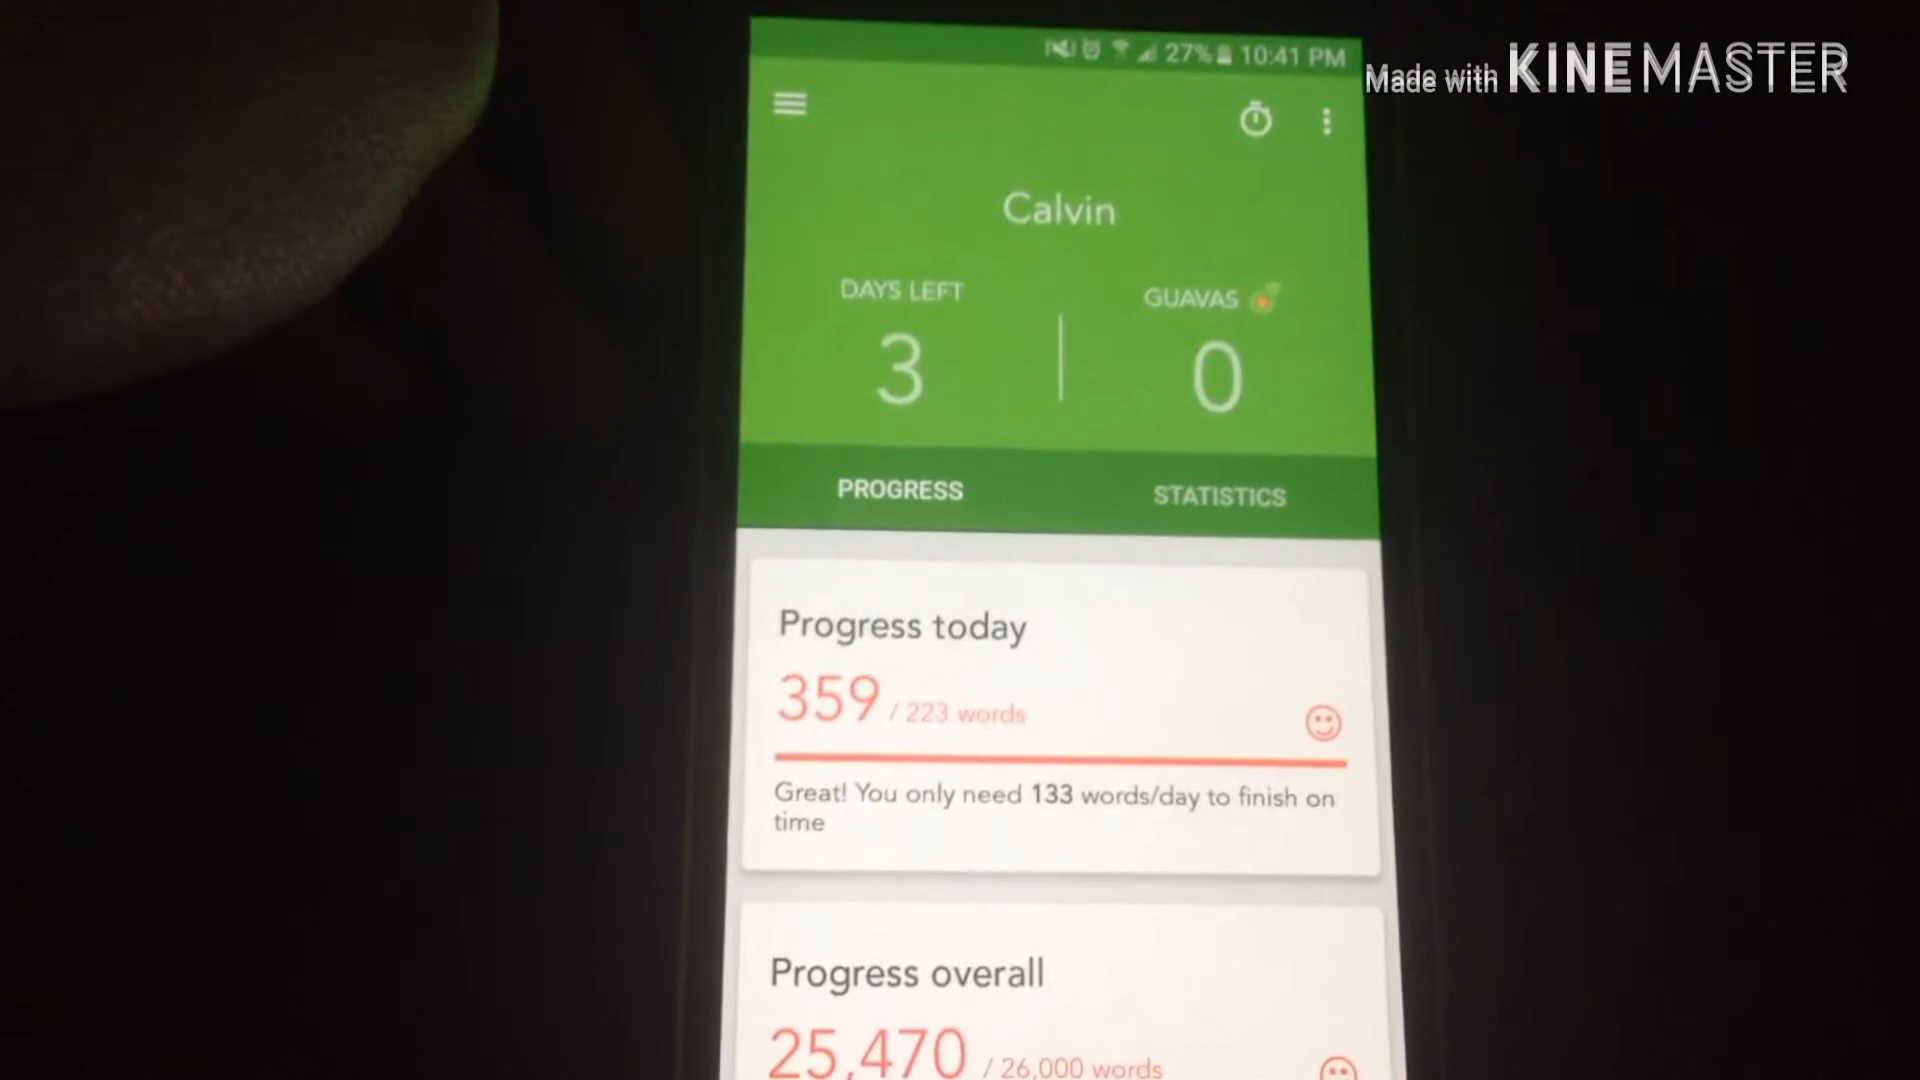 27% 10:41 PM
Made with KINEMASTER
Calvin
DAYS LEFT
GUAVAS
3
0
PROGRESS
STATISTICS
Progress today
359 / 223 words
Great! You only need 133 words/day to finish on
time
Progress overall
25,470 / 26,000 words